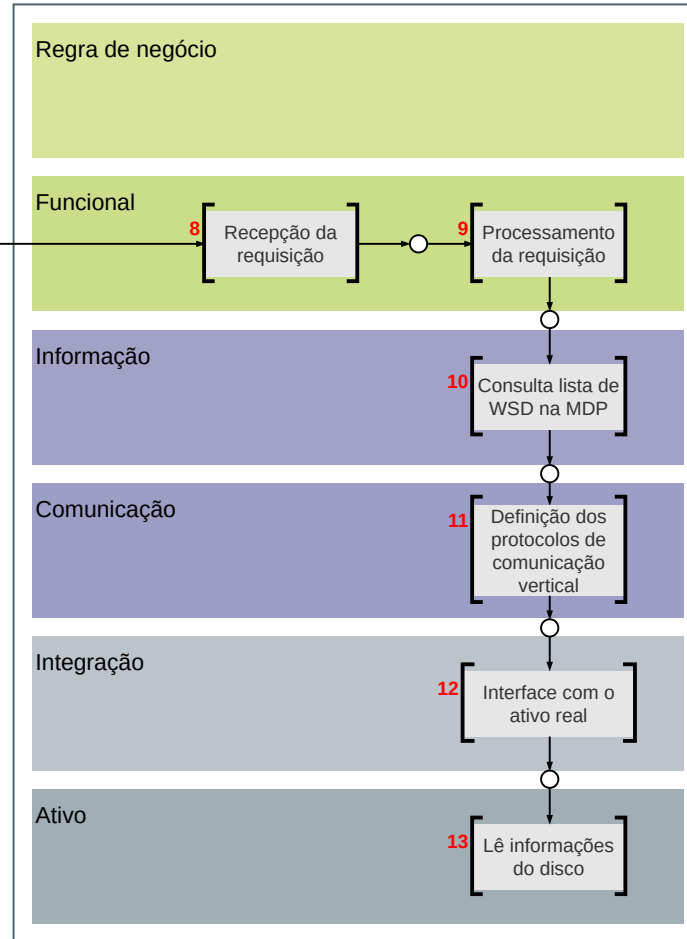 Regra de negócio
Funcional
8
Recepção da
requisição
9
Processamento
da requisição
Informação
10
Consulta lista de
WSD na MDP
Comunicação
11
Definição dos
protocolos de
comunicação
vertical
Integração
12
Interface com o
ativo real
Ativo
13
Lê informações
do disco